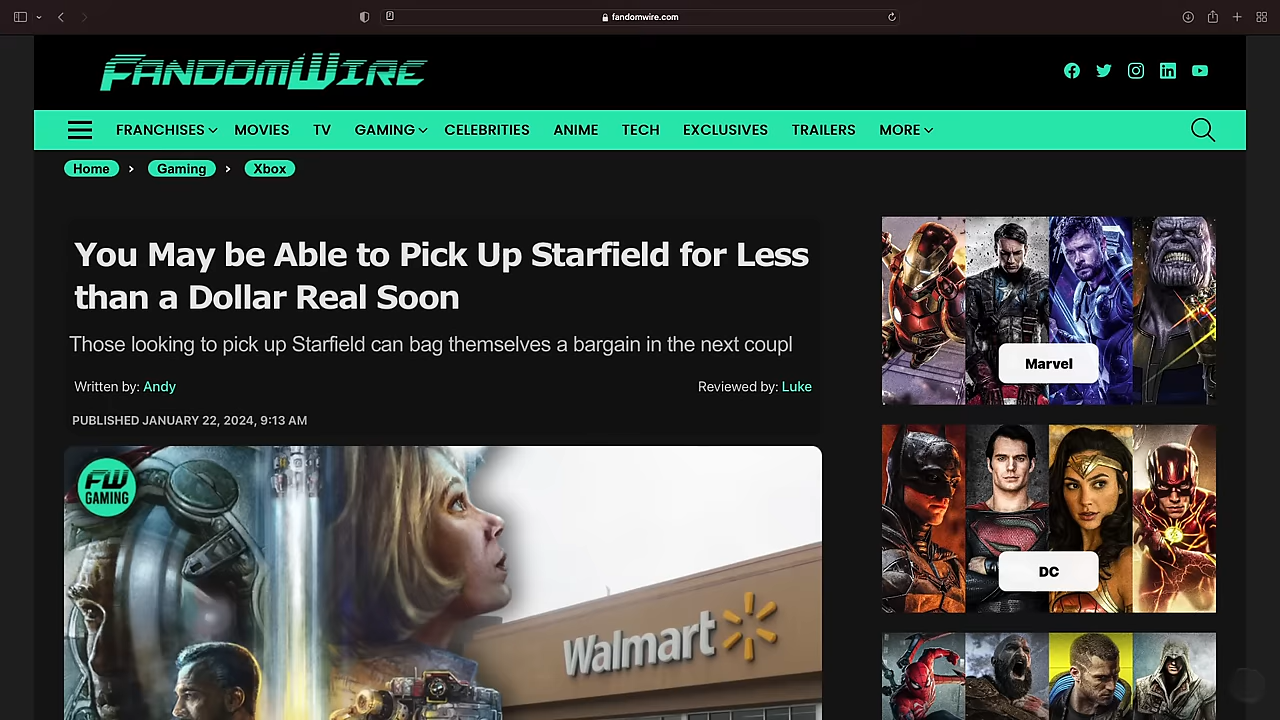 fandomwire.com
FANDOMWIRE
FRANCHISES MOVIES TV GAMING CELEBRITIES ANIME TECH EXCLUSIVES TRAILERS MORE
Home > Gaming > Xbox
You May be Able to Pick Up Starfield for Less
than a Dollar Real Soon
Those looking to pick up Starfield can bag themselves a bargain in the next coupl
Written by: Andy
Reviewed by: Luke
PUBLISHED JANUARY 22, 2024, 9:13 AM
FW
GAMING
Walmart
Marvel
DC